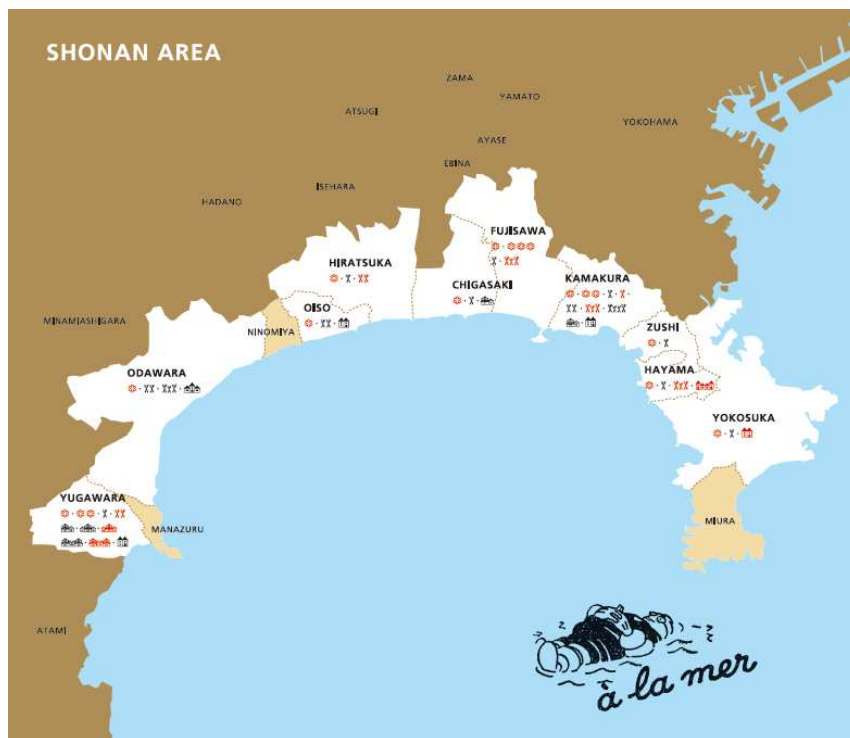 SHONAN AREA
ZAMA
YAMATO
ATSUGI
YOKOHAMA
AYASE
EBINA
ISEHARA
HADANO
FUJISAWA
HIRATSUKA
KAMAKURA
CHIGASAKI
OISO
MINAMIASHIGARA
NINOMIYA
ZUSHI
ODAWARA
HAYAMA
YOKOSUKA
YUGAWARA
MIURA
MANAZURU
ATAMI
z
z
à la mer